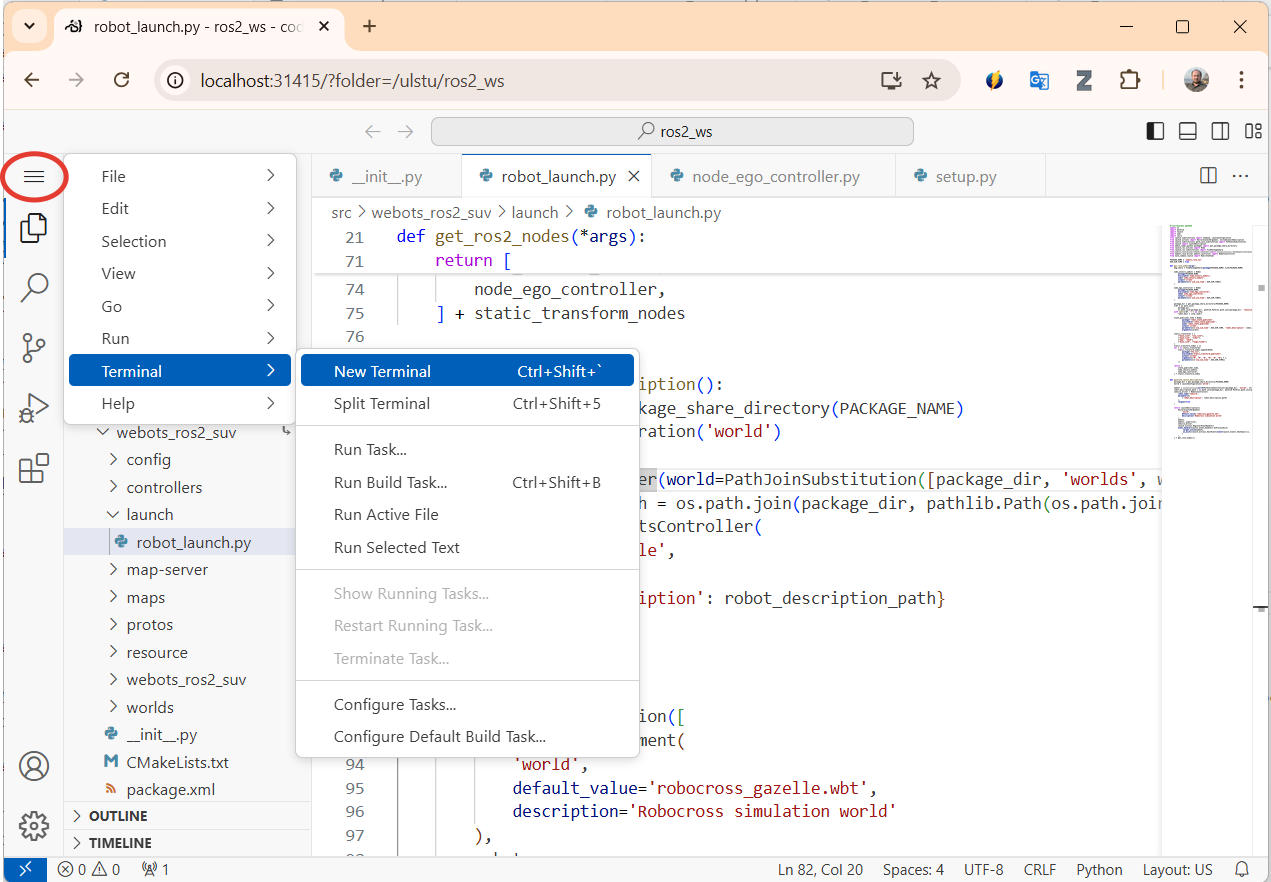 robot_launch.py - ros2_ws - cod
localhost:31415/?folder=/ulstu/ros2_ws
ros2_ws
File
Edit
Selection
View
Go
Run
Terminal
Help
New Terminal Ctrl+Shift+`
Split Terminal Ctrl+Shift+5
Run Task...
Run Build Task... Ctrl+Shift+B
Run Active File
Run Selected Text
Show Running Tasks...
Restart Running Task...
Terminate Task...
Configure Tasks...
Configure Default Build Task...
webots_ros2_suv
config
controllers
launch
robot_launch.py
map-server
maps
protos
resource
webots_ros2_suv
worlds
__init__.py
CMakeLists.txt
package.xml
OUTLINE
TIMELINE
__init__.py robot_launch.py node_ego_controller.py setup.py
src > webots_ros2_suv > launch > robot_launch.py
21 def get_ros2_nodes(*args):
71 return [
74 node_ego_controller,
75 ] + static_transform_nodes
76
iption():
kage_share_directory(PACKAGE_NAME)
ration('world')
er(world=PathJoinSubstitution([package_dir, 'worlds', w
h = os.path.join(package_dir, pathlib.Path(os.path.join
tsController(
le',
iption': robot_description_path}
ion([
ment(
94 'world',
95 default_value='robocross_gazelle.wbt',
96 description='Robocross simulation world'
97 ),
0 0 1 Ln 82, Col 20 Spaces: 4 UTF-8 CRLF Python Layout: US